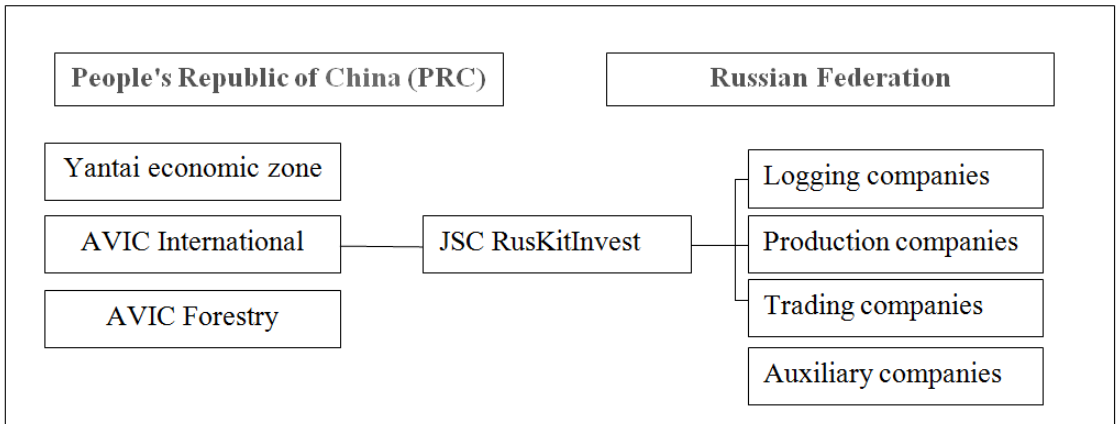 People's Republic of China (PRC)
Russian Federation
Yantai economic zone
AVIC International
AVIC Forestry
JSC RusKitInvest
Logging companies
Production companies
Trading companies
Auxiliary companies